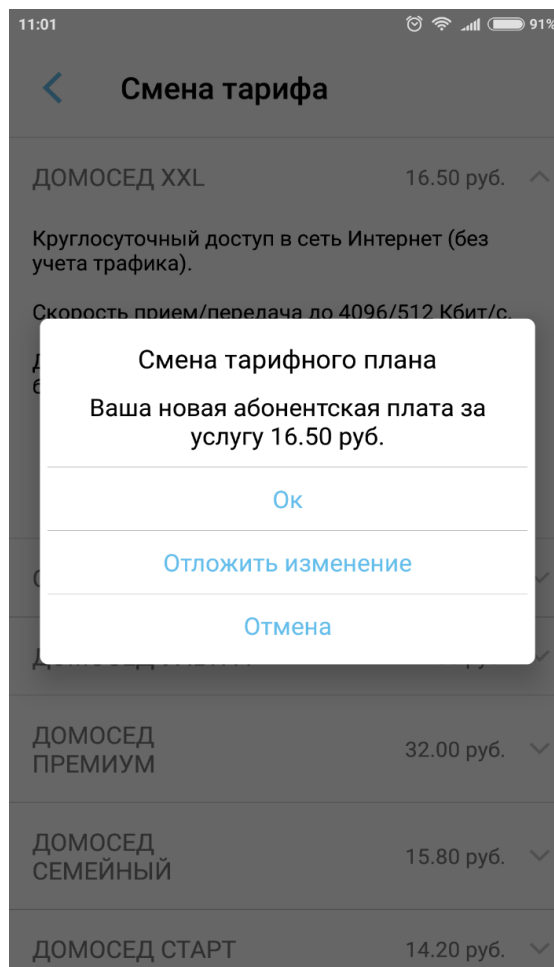 11:01
91%
Смена тарифа
ДОМОСЕД XXL
16.50 руб.
Круглосуточный доступ в сеть Интернет (без
учета трафика).
Скорость прием/передача до 4096/512 Кбит/с.
Смена тарифного плана
Ваша новая абонентская плата за
услугу 16.50 руб.
Ок
Отложить изменение
Отмена
ДОМОСЕД
ПРЕМИУМ
32.00 руб.
ДОМОСЕД
СЕМЕЙНЫЙ
15.80 руб.
ДОМОСЕД СТАРТ
14.20 руб.